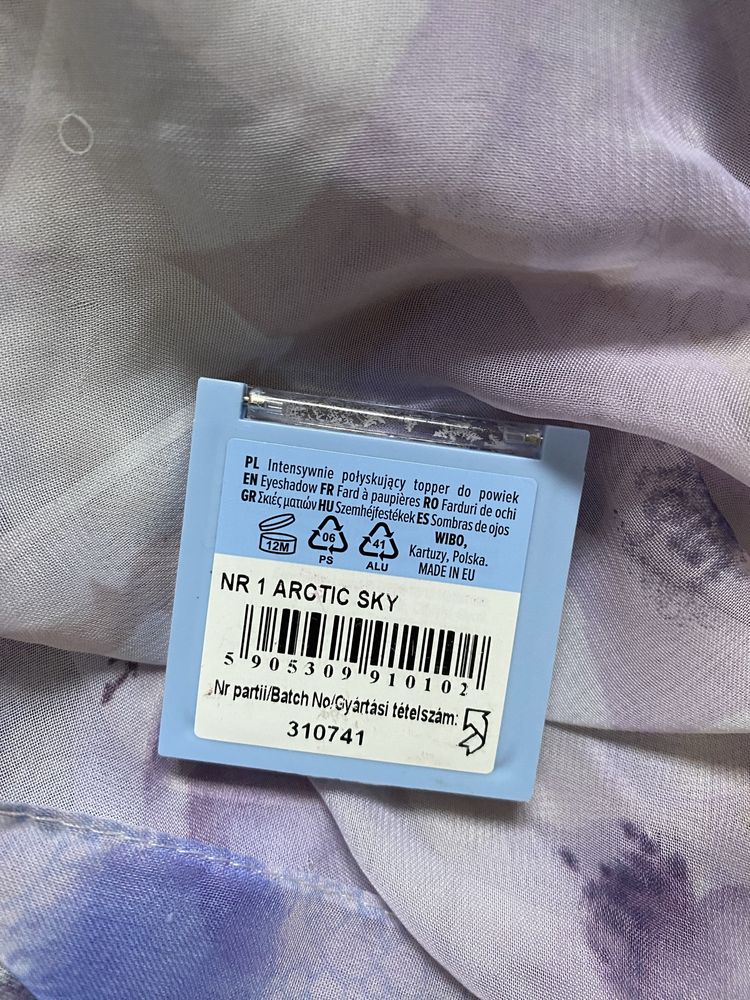 PL Intensywnie połyskujący topper do powiek
EN Eyeshadow FR Fard à paupières RO Farduri de ochi
GR Σκιές ματιών HU Szemhéjfestékek ES Sombras de ojos
WIBO,
Kartuzy, Polska.
MADE IN EU
12M
06
PS
41
ALU
NR 1 ARCTIC SKY
5 905309 910102
Nr partii/Batch No/Gyártási tételszám:
310741